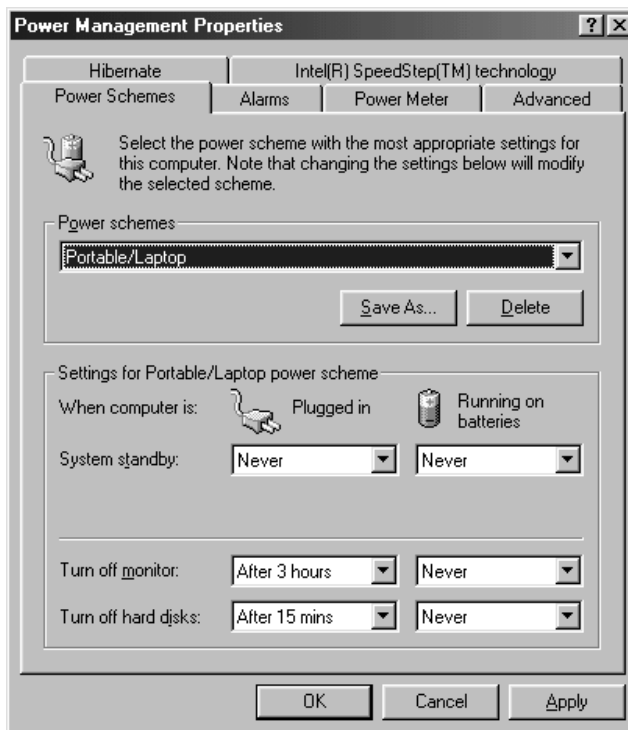 Power Management Properties
Hibernate
Intel(R) SpeedStep(TM) technology
Power Schemes
Alarms
Power Meter
Advanced
Select the power scheme with the most appropriate settings for
this computer. Note that changing the settings below will modify
the selected scheme.
Power schemes
Portable/Laptop
Save As...
Delete
Settings for Portable/Laptop power scheme
When computer is:
Plugged in
Running on
batteries
System standby:
Never
Never
Turn off monitor:
After 3 hours
Never
Turn off hard disks:
After 15 mins
Never
OK
Cancel
Apply